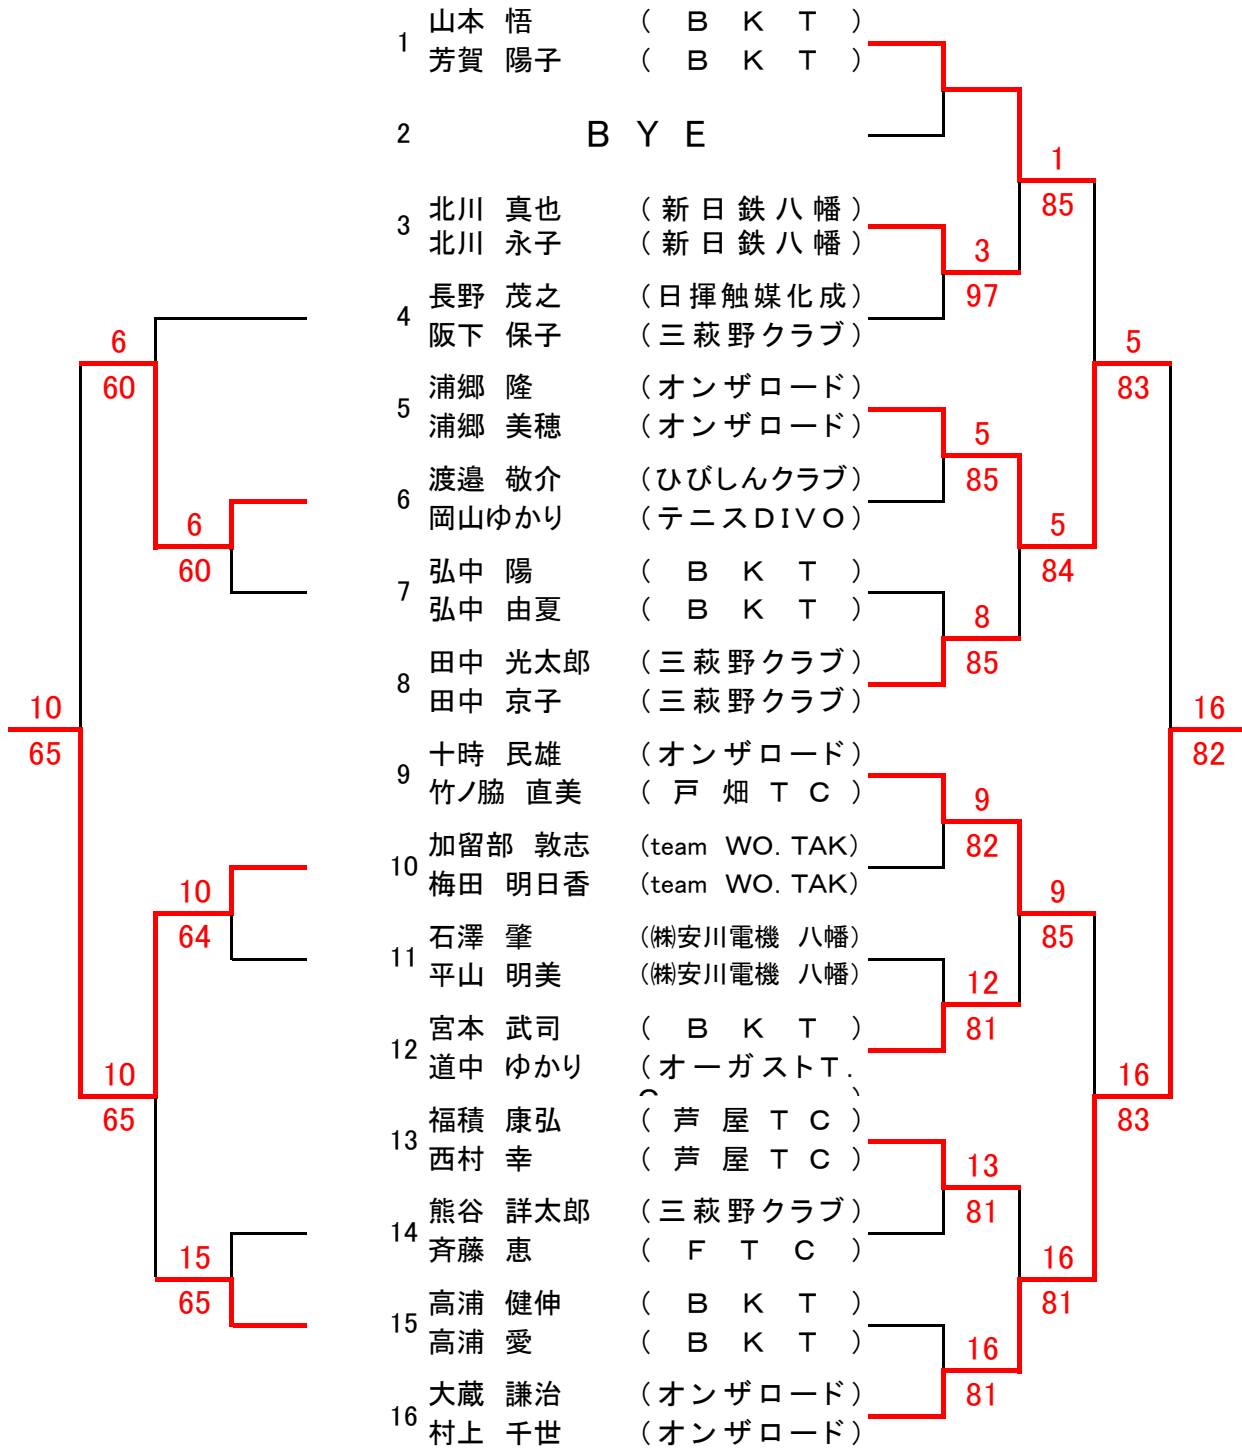 山本 悟 ( B K T )
1
芳賀 陽子 ( B K T )
2 B Y E
1
85
北川 真也 (新日鉄八幡)
3
北川 永子 (新日鉄八幡)
3
97
長野 茂之 (日揮触媒化成)
4
阪下 保子 (三萩野クラブ)
6
60
5
83
浦郷 隆 (オンザロード)
5
浦郷 美穂 (オンザロード)
5
85
渡邉 敬介 (ひびしんクラブ)
6
岡山ゆかり (テニスDIVO)
6
60
5
84
弘中 陽 ( B K T )
7
弘中 由夏 ( B K T )
8
85
田中 光太郎 (三萩野クラブ)
8
田中 京子 (三萩野クラブ)
10
65
16
82
十時 民雄 (オンザロード)
9
竹ノ脇 直美 ( 戸 畑 T C )
9
82
加留部 敦志 (team WO. TAK)
10
梅田 明日香 (team WO. TAK)
10
64
9
85
石澤 肇 (㈱安川電機 八幡)
11
平山 明美 (㈱安川電機 八幡)
12
81
宮本 武司 ( B K T )
12
道中 ゆかり (オーガストT.
10
65
16
83
福積 康弘 ( 芦 屋 T C )
13
西村 幸 ( 芦 屋 T C )
13
81
熊谷 詳太郎 (三萩野クラブ)
14
斉藤 恵 ( F T C )
15
65
16
81
高浦 健伸 ( B K T )
15
高浦 愛 ( B K T )
16
81
大蔵 謙治 (オンザロード)
16
村上 千世 (オンザロード)